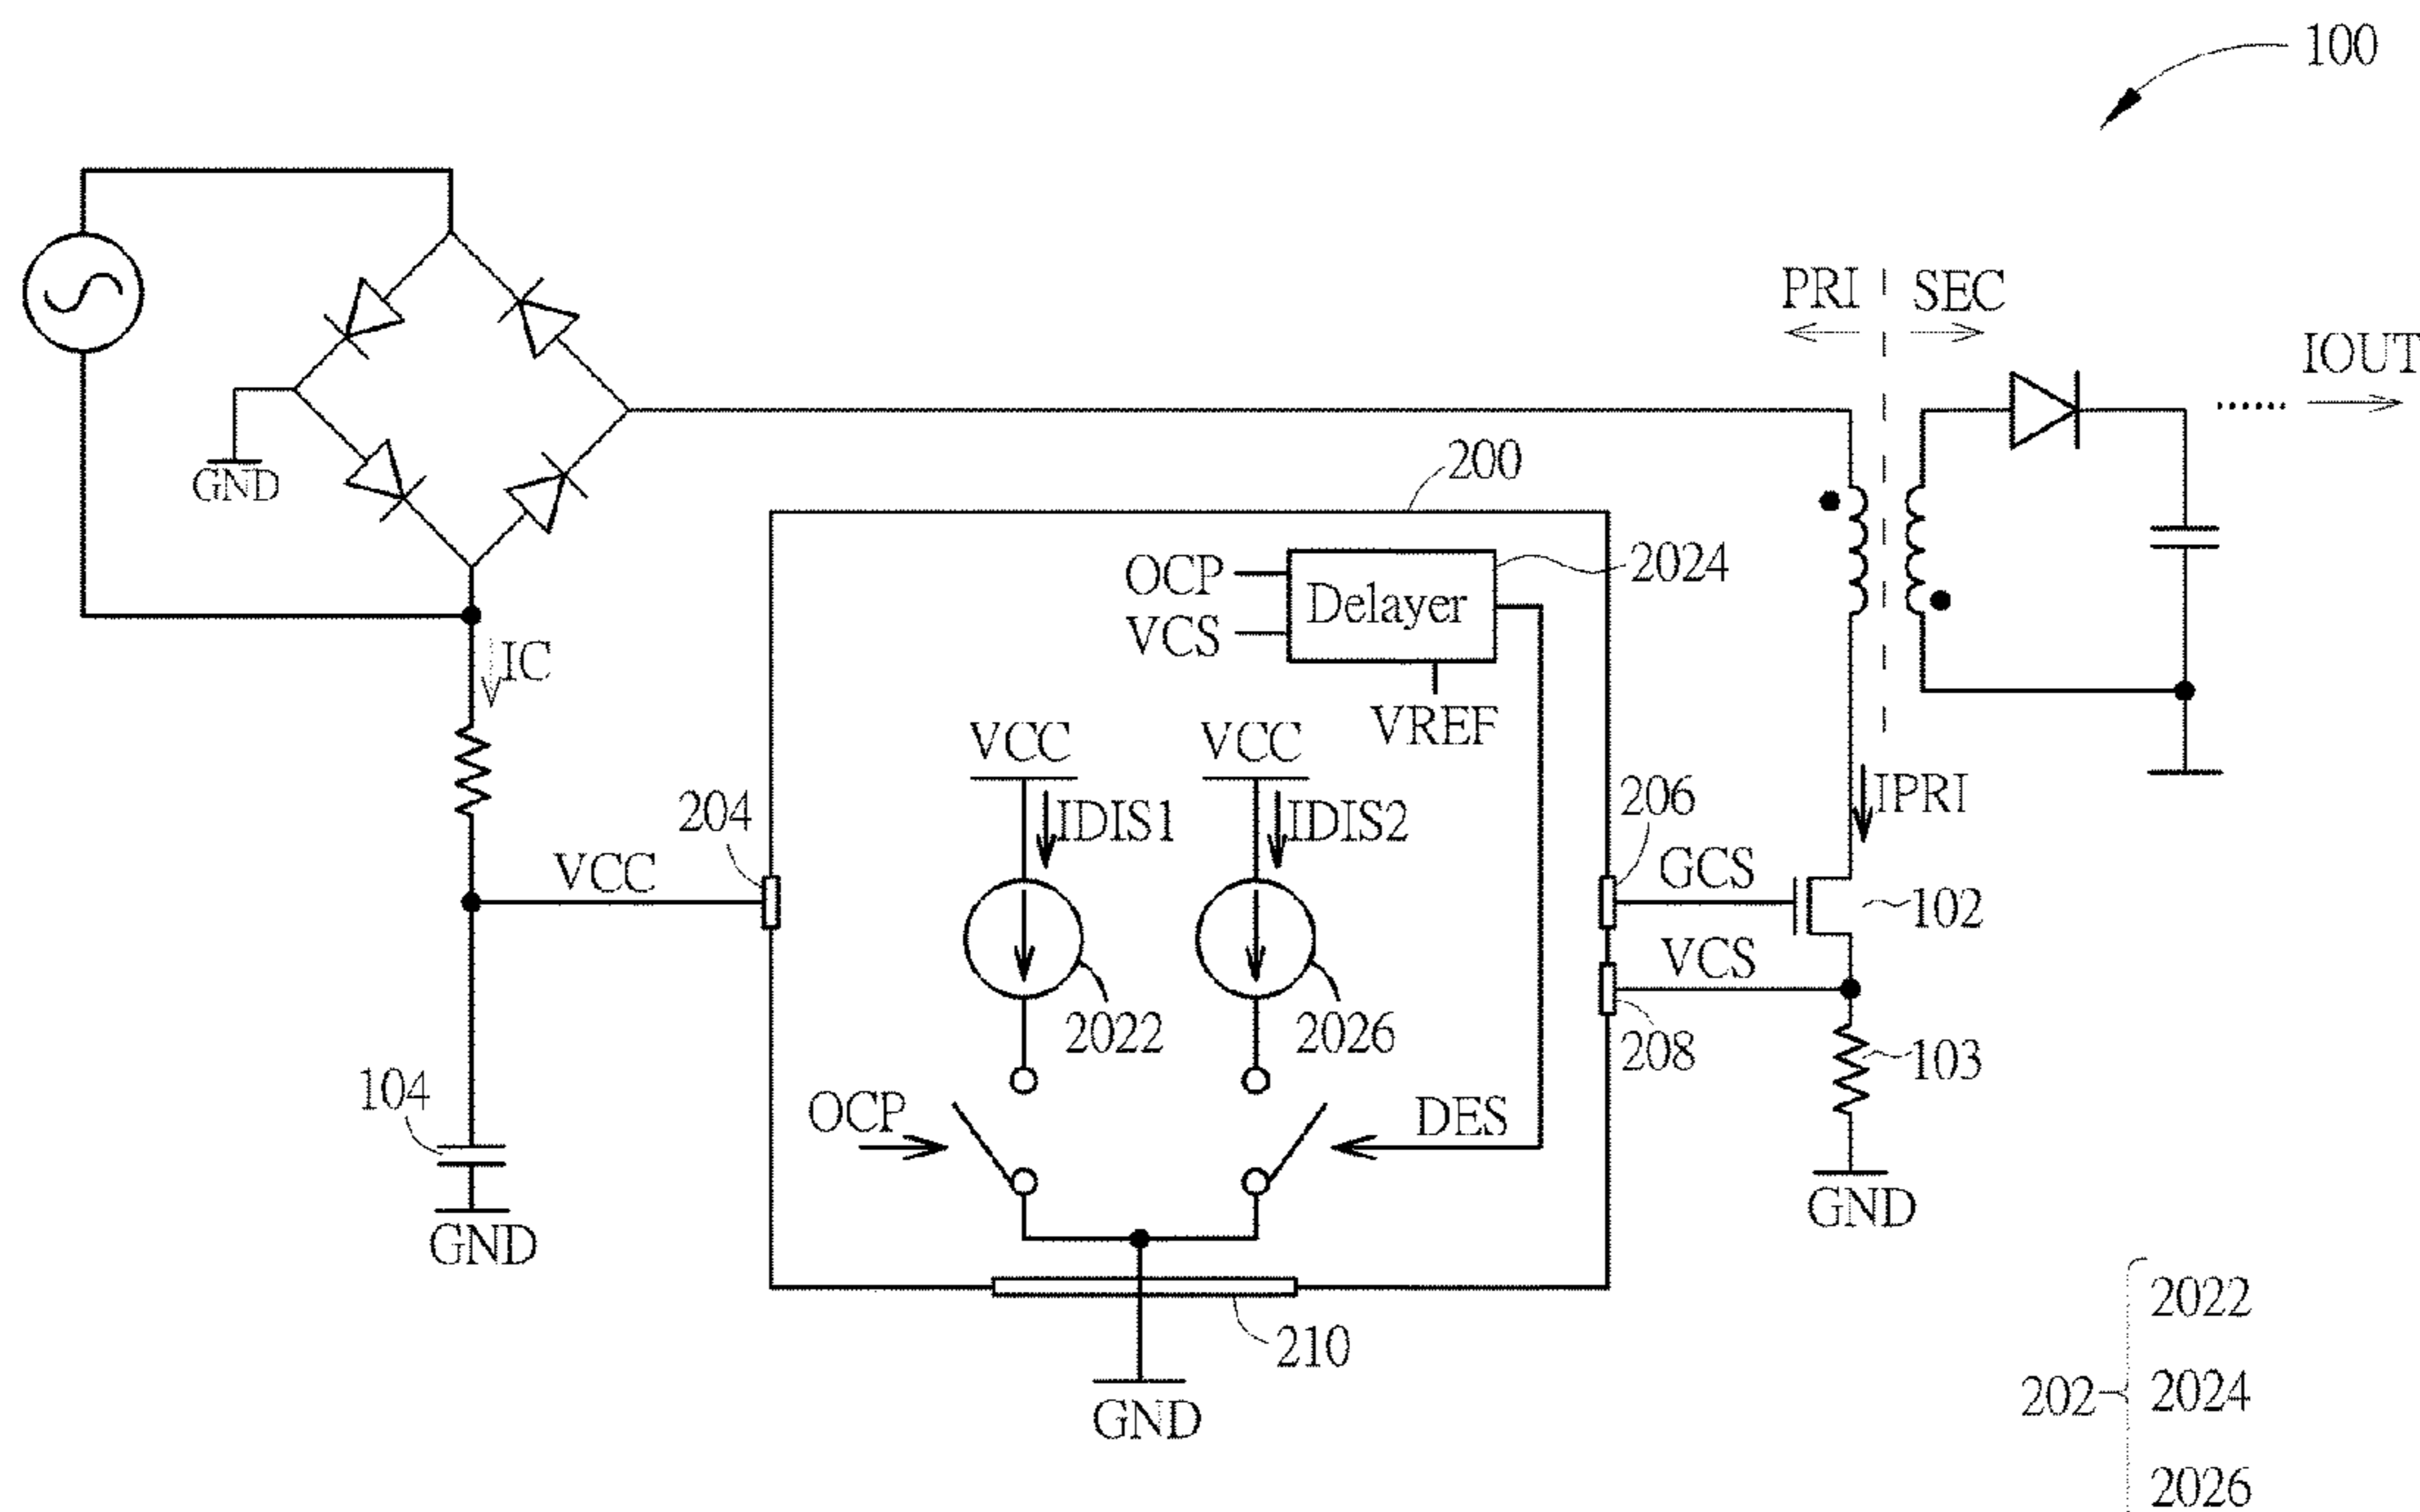 100
PRI
SEC
IOUT
GND
200
OCP
Delayer
2024
VCS
IC
VREF
VCC
VCC
204
IDIS1
IDIS2
206
IPRI
VCC
GCS
102
VCS
2022
2026
208
103
104
OCP
DES
GND
GND
210
GND
202
2022
2024
2026